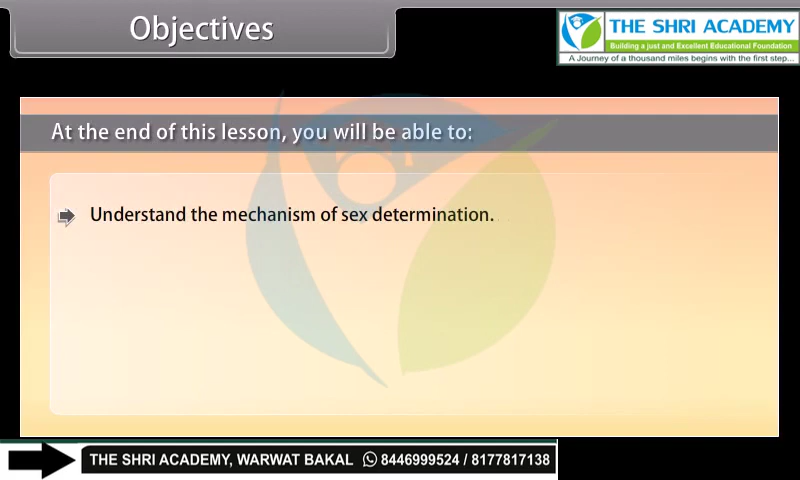 Objectives
THE SHRI ACADEMY
Building a just and Excellent Educational Foundation
A Journey of a thousand miles begins with the first step...
At the end of this lesson, you will be able to:
Understand the mechanism of sex determination.
THE SHRI ACADEMY, WARWAT BAKAL 8446999524 / 8177817138